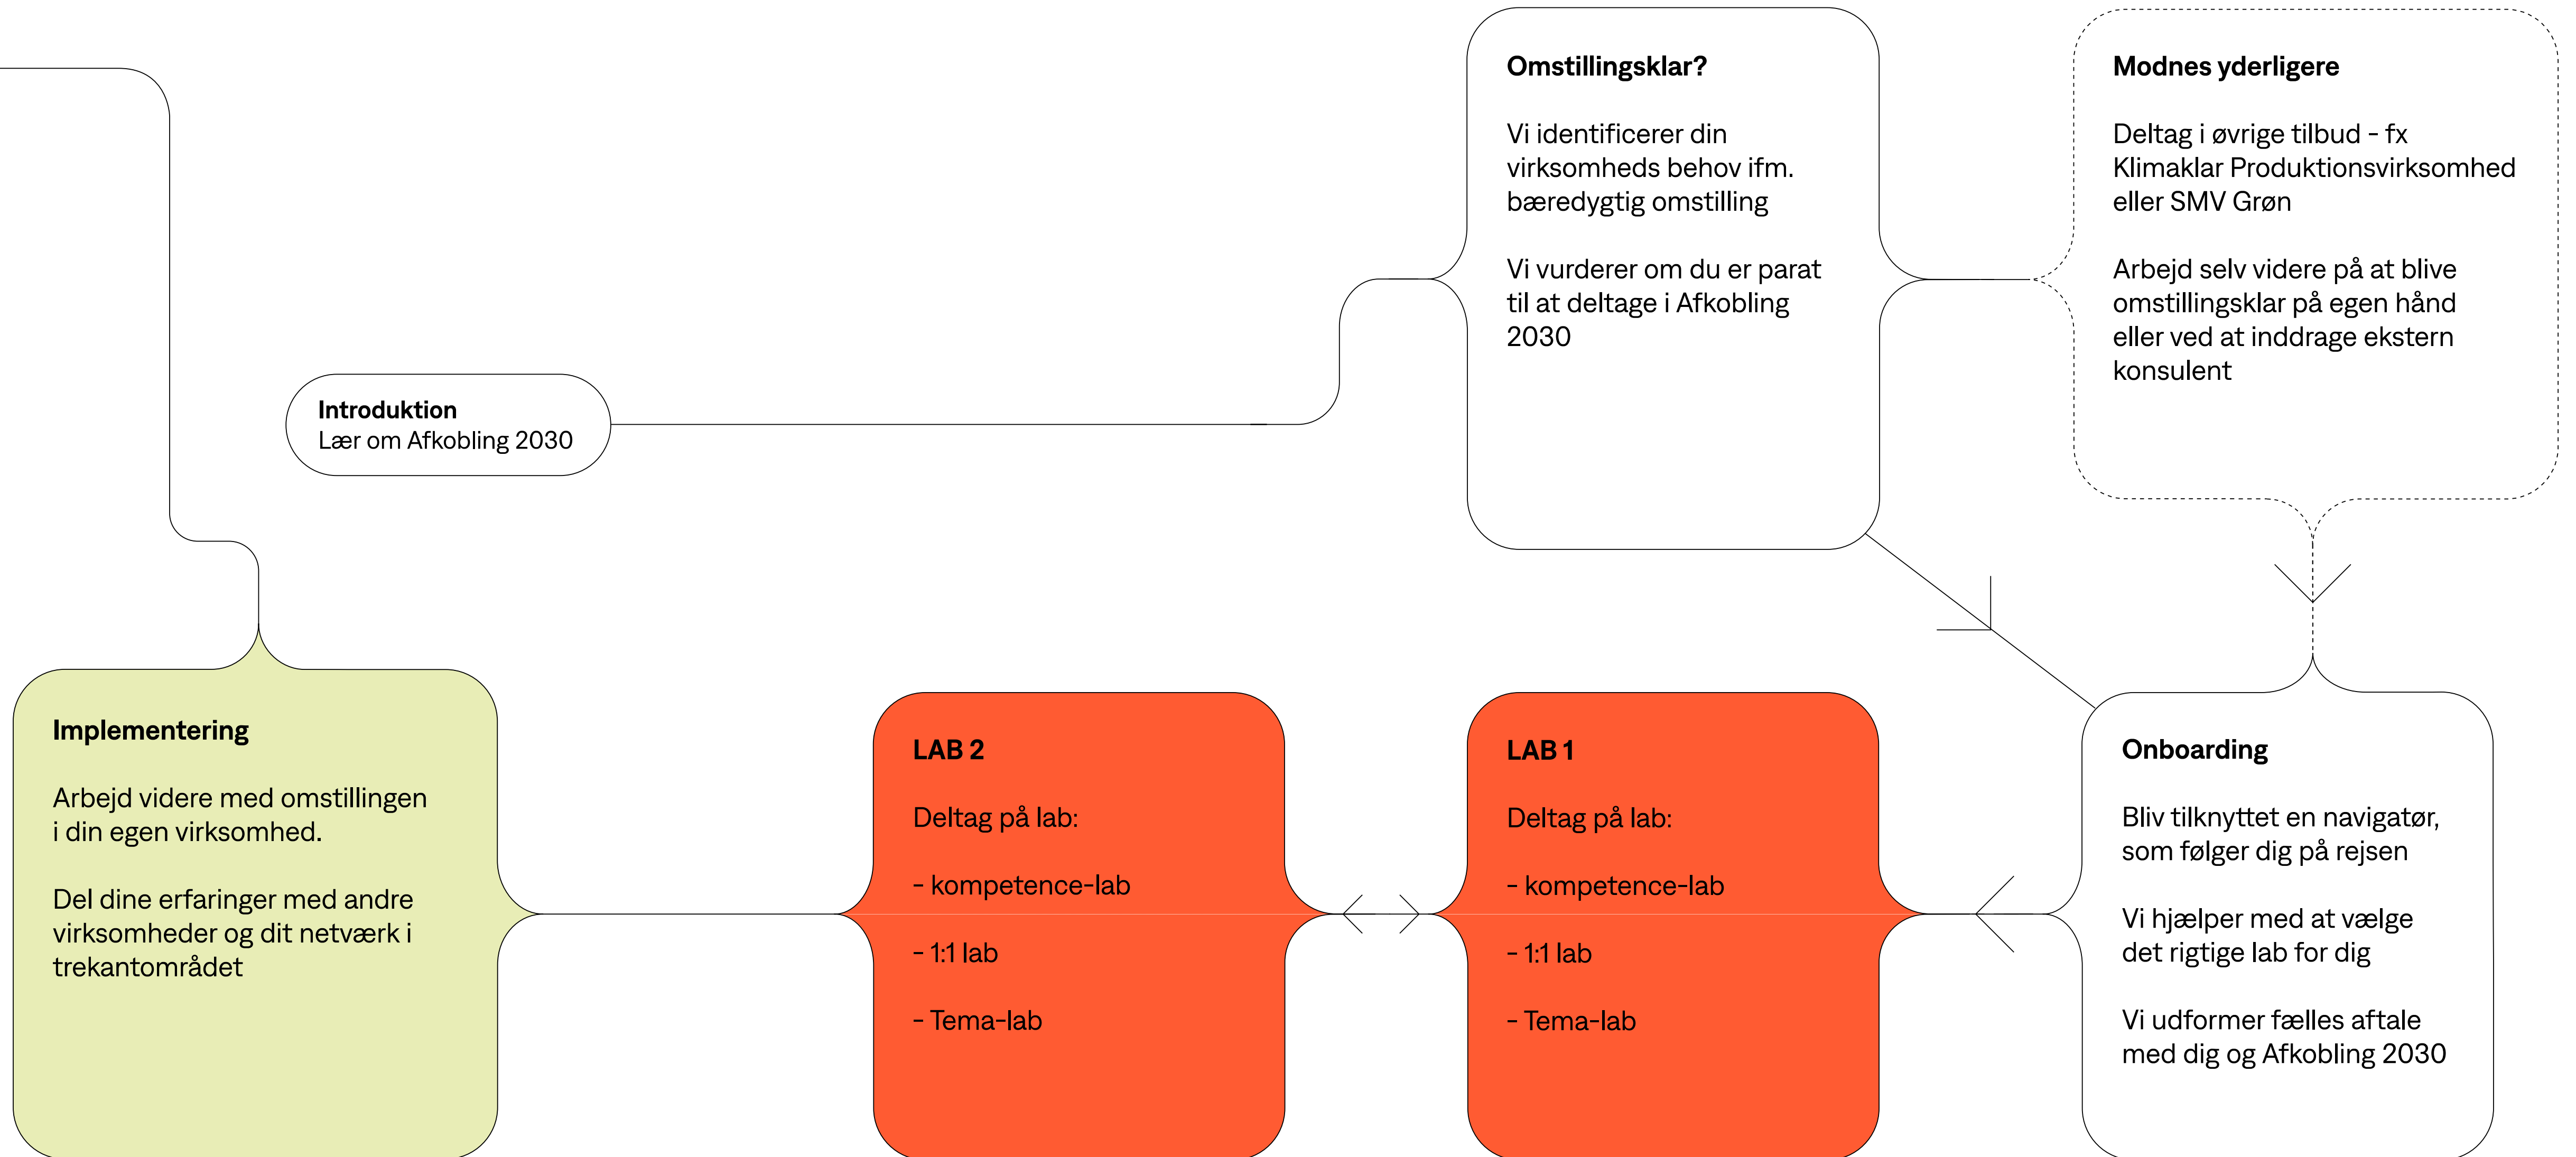 Introduktion
Lær om Afkobling 2030
Omstillingsklar?
Vi identificerer din
virksomheds behov ifm.
bæredygtig omstilling
Vi vurderer om du er parat
til at deltage i Afkobling
2030
Modnes yderligere
Deltag i øvrige tilbud - fx
Klimaklar Produktionsvirksomhed
eller SMV Grøn
Arbejd selv videre på at blive
omstillingsklar på egen hånd
eller ved at inddrage ekstern
konsulent
Onboarding
Bliv tilknyttet en navigatør,
som følger dig på rejsen
Vi hjælper med at vælge
det rigtige lab for dig
Vi udformer fælles aftale
med dig og Afkobling 2030
LAB 1
Deltag på lab:
- kompetence-lab
- 1:1 lab
- Tema-lab
LAB 2
Deltag på lab:
- kompetence-lab
- 1:1 lab
- Tema-lab
Implementering
Arbejd videre med omstillingen
i din egen virksomhed.
Del dine erfaringer med andre
virksomheder og dit netværk i
trekantområdet